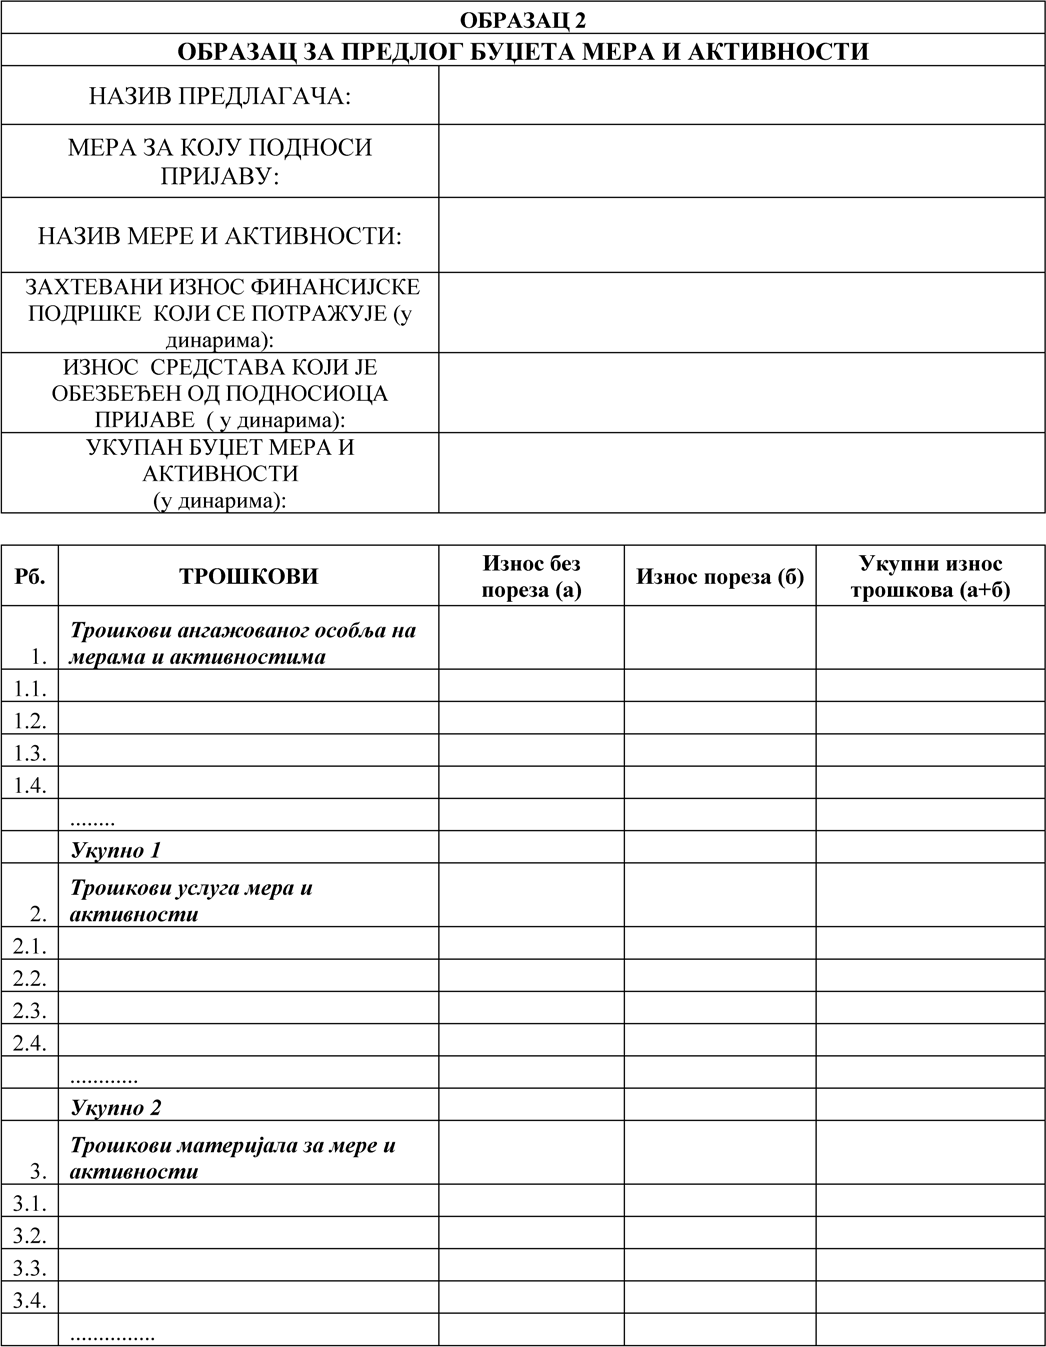 ОБРАЗАЦ 2
ОБРАЗАЦ ЗА ПРЕДЛОГ БУЏЕТА МЕРА И АКТИВНОСТИ
НАЗИВ ПРЕДЛАГАЧА:
МЕРА ЗА КОЈУ ПОДНОСИ
ПРИЈАВУ:
НАЗИВ МЕРЕ И АКТИВНОСТИ:
ЗАХТЕВАНИ ИЗНОС ФИНАНСИЈСКЕ
ПОДРШКЕ КОЈИ СЕ ПОТРАЖУЈЕ (у
динарима):
ИЗНОС СРЕДСТАВА КОЈИ ЈЕ
ОБЕЗБЕЂЕН ОД ПОДНОСИОЦА
ПРИЈАВЕ ( у динарима):
УКУПАН БУЏЕТ МЕРА И
АКТИВНОСТИ
(у динарима):
Рб.
ТРОШКОВИ
Износ без
пореза (а)
Износ пореза (б)
Укупни износ
трошкова (а+б)
Трошкови ангажованог особља на
1. мерама и активностима
1.1.
1.2.
1.3.
1.4.
........
Укупно 1
Трошкови услуга мера и
2. активности
2.1.
2.2.
2.3.
2.4.
............
Укупно 2
Трошкови материјала за мере и
3. активности
3.1.
3.2.
3.3.
3.4.
...............